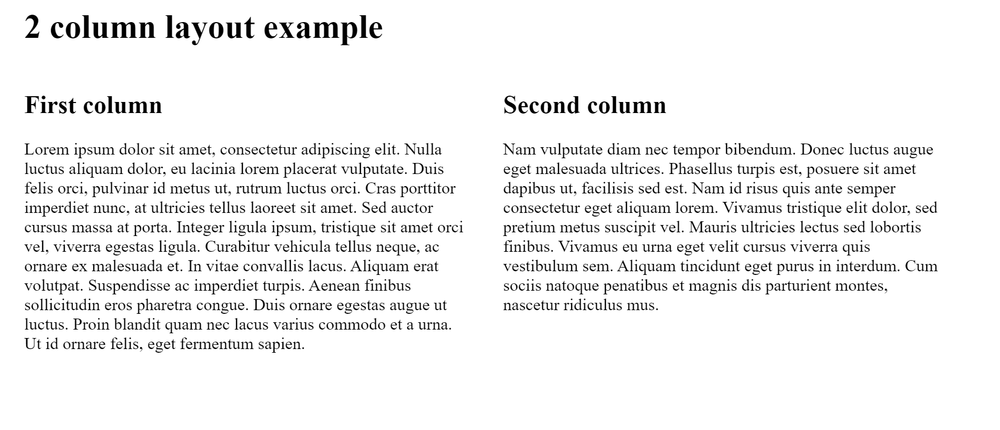 2 column layout example
First column
Lorem ipsum dolor sit amet, consectetur adipiscing elit. Nulla
luctus aliquam dolor, eu lacinia lorem placerat vulputate. Duis
felis orci, pulvinar id metus ut, rutrum luctus orci. Cras porttitor
imperdiet nunc, at ultricies tellus laoreet sit amet. Sed auctor
cursus massa at porta. Integer ligula ipsum, tristique sit amet orci
vel, viverra egestas ligula. Curabitur vehicula tellus neque, ac
ornare ex malesuada et. In vitae convallis lacus. Aliquam erat
volutpat. Suspendisse ac imperdiet turpis. Aenean finibus
sollicitudin eros pharetra congue. Duis ornare egestas augue ut
luctus. Proin blandit quam nec lacus varius commodo et a urna.
Ut id ornare felis, eget fermentum sapien.
Second column
Nam vulputate diam nec tempor bibendum. Donec luctus augue
eget malesuada ultrices. Phasellus turpis est, posuere sit amet
dapibus ut, facilisis sed est. Nam id risus quis ante semper
consectetur eget aliquam lorem. Vivamus tristique elit dolor, sed
pretium metus suscipit vel. Mauris ultricies lectus sed lobortis
finibus. Vivamus eu urna eget velit cursus viverra quis
vestibulum sem. Aliquam tincidunt eget purus in interdum. Cum
sociis natoque penatibus et magnis dis parturient montes,
nascetur ridiculus mus.